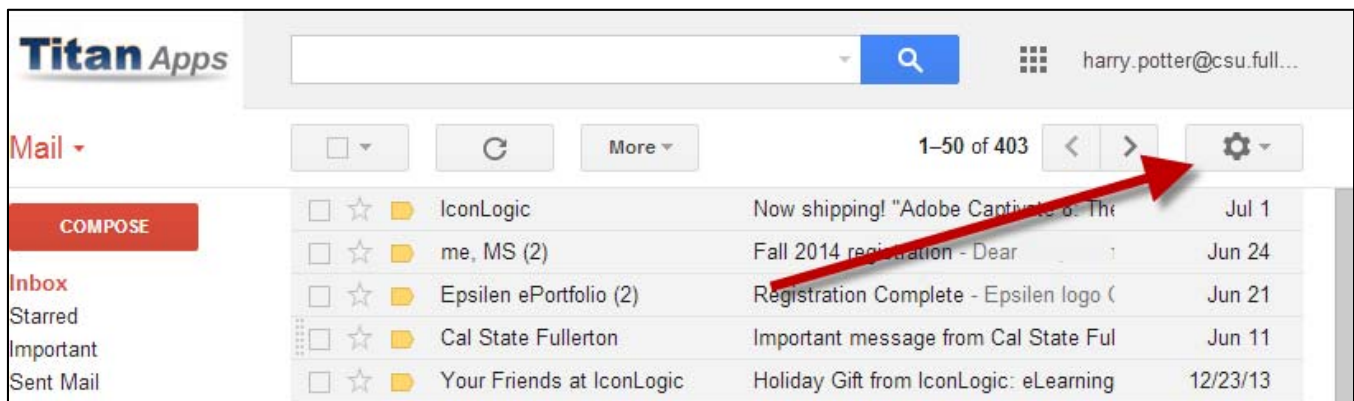 Titan Apps
harry.potter@csu.full...
Mail
More
1–50 of 403
COMPOSE
IconLogic Now shipping! "Adobe Captivate 8: The Jul 1
me, MS (2) Fall 2014 registration - Dear Jun 24
Inbox
Epsilen ePortfolio (2) Registration Complete - Epsilen logo ( Jun 21
Starred
Important
Cal State Fullerton Important message from Cal State Ful Jun 11
Sent Mail
Your Friends at IconLogic Holiday Gift from IconLogic: eLearning 12/23/13